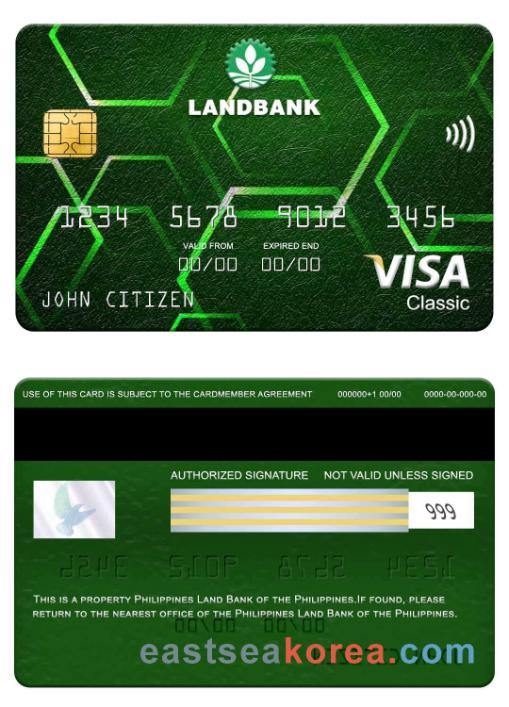 LANDBANK
1234 5678 9012 3456
VALID FROM EXPIRED END
00/00 00/00
VISA
JOHN CITIZEN
Classic
USE OF THIS CARD IS SUBJECT TO THE CARDMEMBER AGREEMENT 000000+1 00/00 0000-00-000-00
AUTHORIZED SIGNATURE NOT VALID UNLESS SIGNED
999
THIS IS A PROPERTY PHILIPPINES LAND BANK OF THE PHILIPPINES.IF FOUND, PLEASE
RETURN TO THE NEAREST OFFICE OF THE PHILIPPINES LAND BANK OF THE PHILIPPINES.
eastseakorea.com